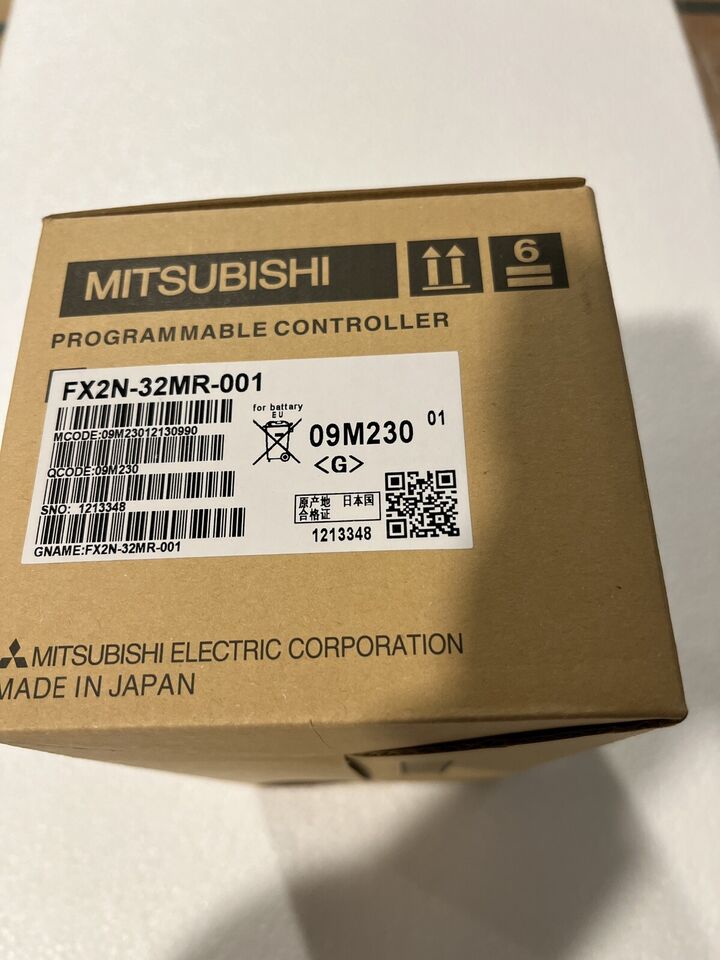 MITSUBISHI
6
PROGRAMMABLE CONTROLLER
FX2N-32MR-001
MCODE:09M23012130990
QCODE:09M230
SNO: 1213348
GNAME:FX2N-32MR-001
for battary
EU
09M230 01
<G>
原产地 日本国
合格证
1213348
MITSUBISHI ELECTRIC CORPORATION
MADE IN JAPAN